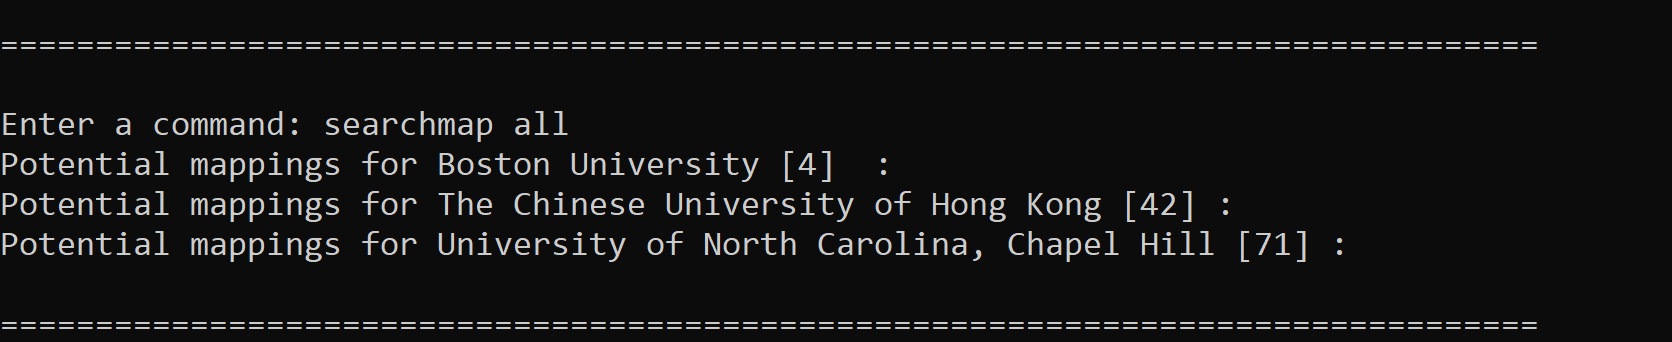 =================================================================================
Enter a command: searchmap all
Potential mappings for Boston University [4]  :
Potential mappings for The Chinese University of Hong Kong [42] :
Potential mappings for University of North Carolina, Chapel Hill [71] :
=================================================================================